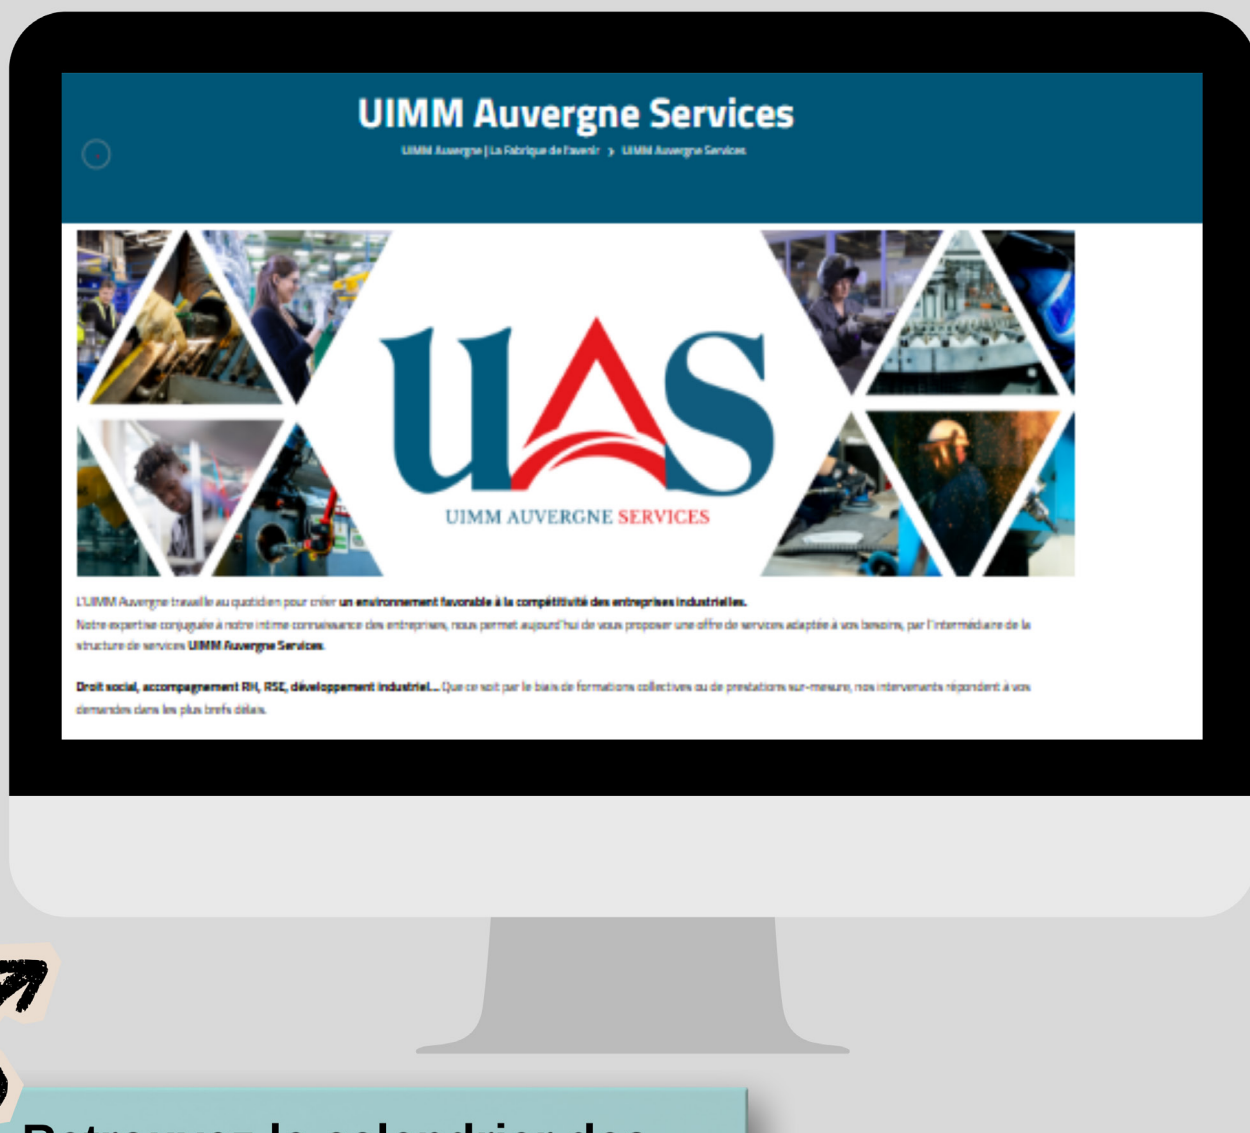 UIMM Auvergne Services
UIMM Auvergne | La Fabrique de l'avenir › UIMM Auvergne Services
UAS
UIMM AUVERGNE SERVICES
L'UIMM Auvergne travaille au quotidien pour créer un environnement favorable à la compétitivité des entreprises industrielles.
Notre expertise conjuguée à notre intime connaissance des entreprises, nous permet aujourd'hui de vous proposer une offre de services adaptée à vos besoins, par l'intermédiaire de la
structure de services UIMM Auvergne Services.
Droit social, accompagnement RH, RSE, développement industriel... Que ce soit par le biais de formations collectives ou de prestations sur-mesure, nos intervenants répondent à vos
demandes dans les plus brefs délais.
Retrouvez le calendrier des